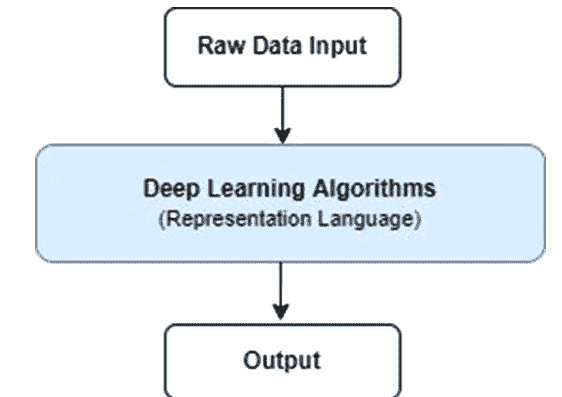 Raw Data Input
Deep Learning Algorithms
(Representation Language)
Output